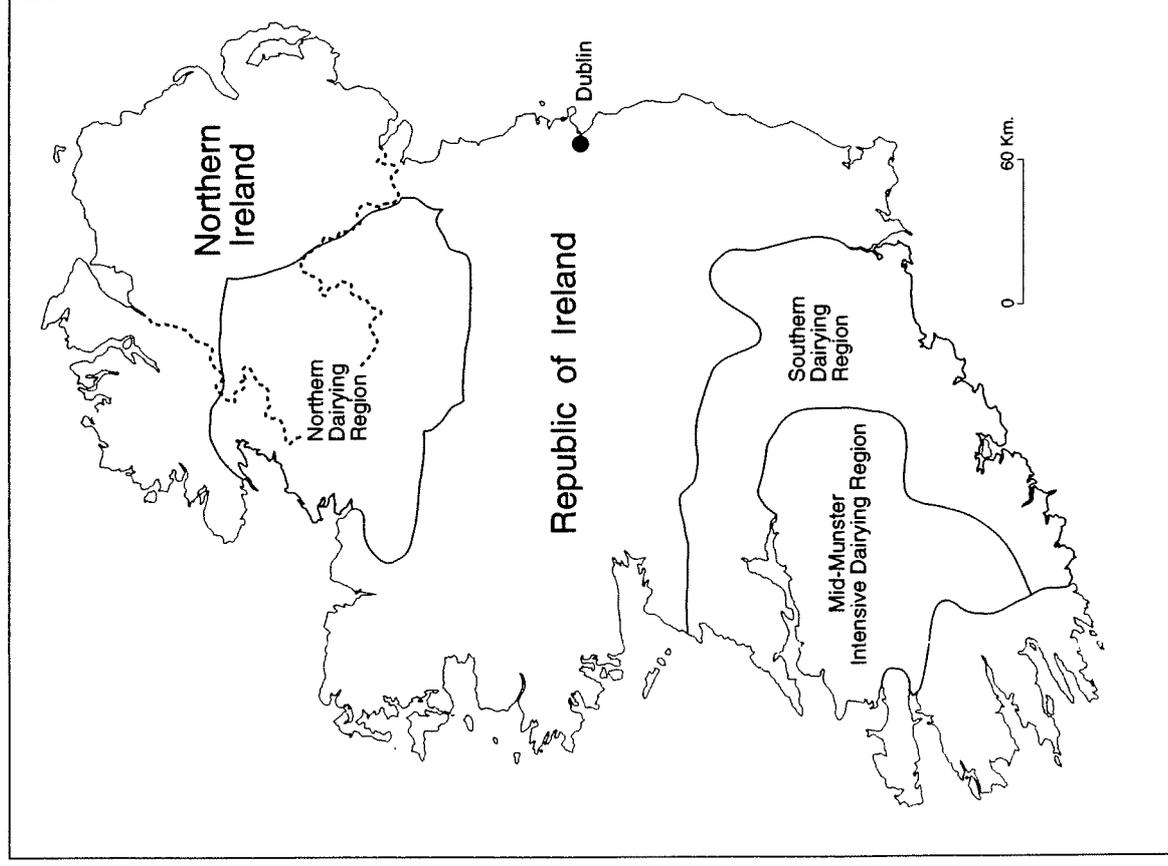 Northern
Ireland
Northern
Dairying
Region
Dublin
Republic of Ireland
Southern
Dairying
Region
Mid-Munster
Intensive Dairying Region
0
60 Km.